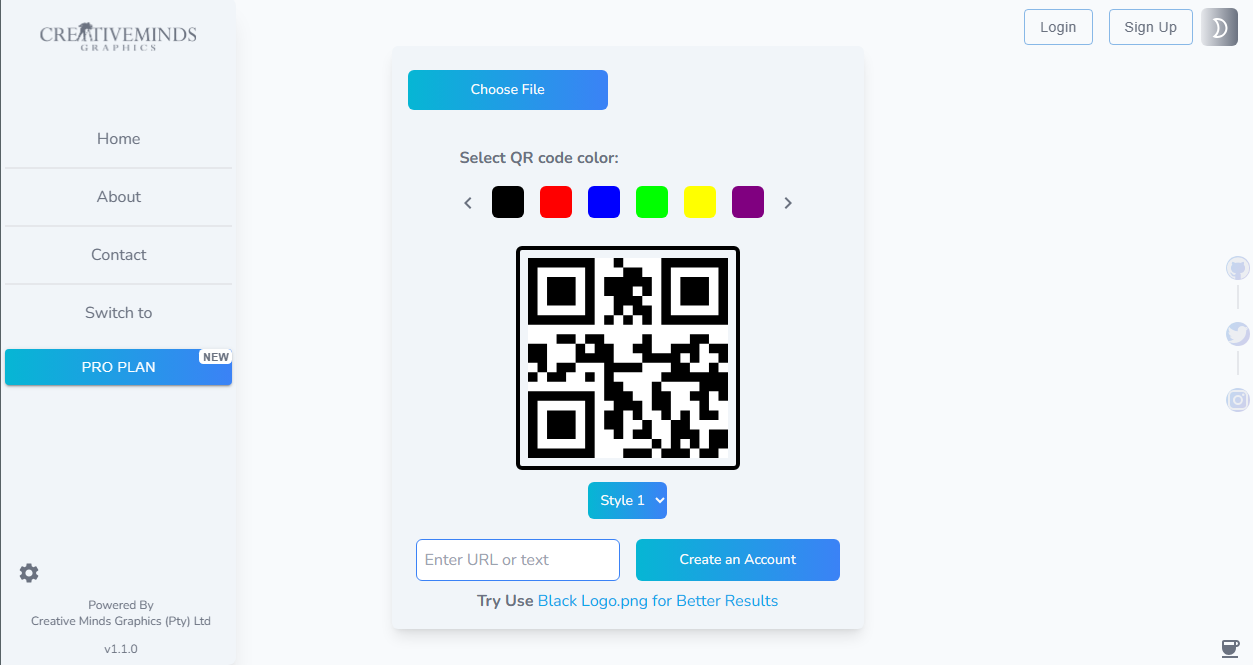 CREATIVEMINDS
GRAPHICS
Home
About
Contact
Switch to
PRO PLAN
NEW
Powered By
Creative Minds Graphics (Pty) Ltd
v1.1.0
Login
Sign Up
Choose File
Select QR code color:
Style 1
Enter URL or text
Create an Account
Try Use Black Logo.png for Better Results